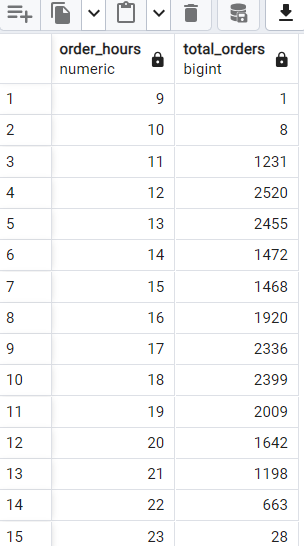 order_hours total_orders
numeric bigint
1 9 1
2 10 8
3 11 1231
4 12 2520
5 13 2455
6 14 1472
7 15 1468
8 16 1920
9 17 2336
10 18 2399
11 19 2009
12 20 1642
13 21 1198
14 22 663
15 23 28